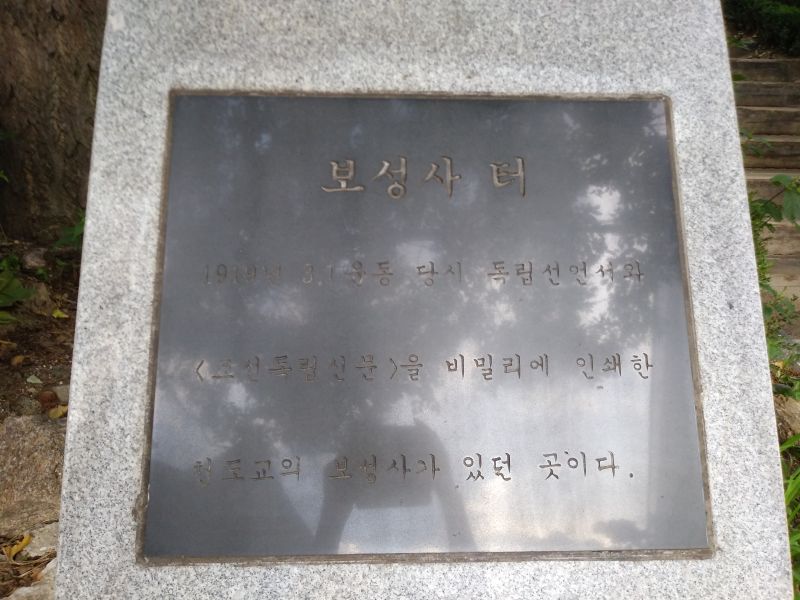 보성사 터
1919년 3.1운동 당시 독립선언서와
<조선독립신문>을 비밀리에 인쇄한
천도교의 보성사가 있던 곳이다.